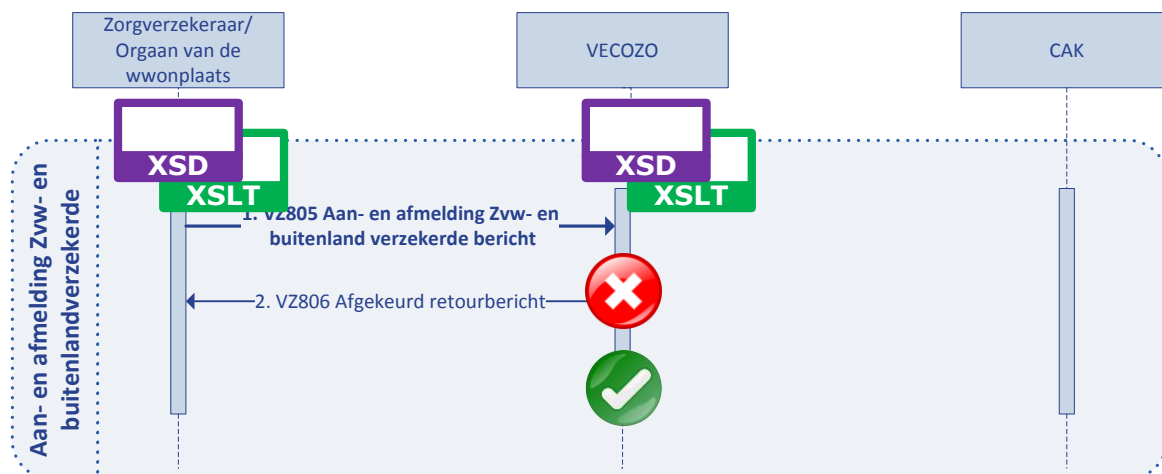 Zorgverzekeraar/
Orgaan van de
wwonplaats
VECOZO
CAK
XSD
XSLT
XSD
XSLT
Aan- en afmelding Zvw- en
buitenlandverzekerde
1. VZ805 Aan- en afmelding Zvw- en
buitenland verzekerde bericht
2. VZ806 Afgekeurd retourbericht